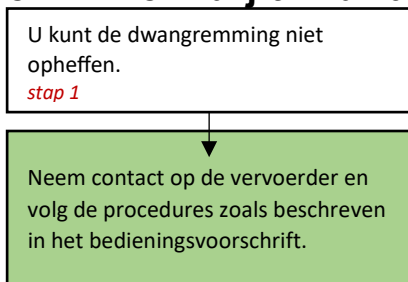 U kunt de dwangremming niet
opheffen.
stap 1
Neem contact op de vervoerder en
volg de procedures zoals beschreven
in het bedieningsvoorschrift.